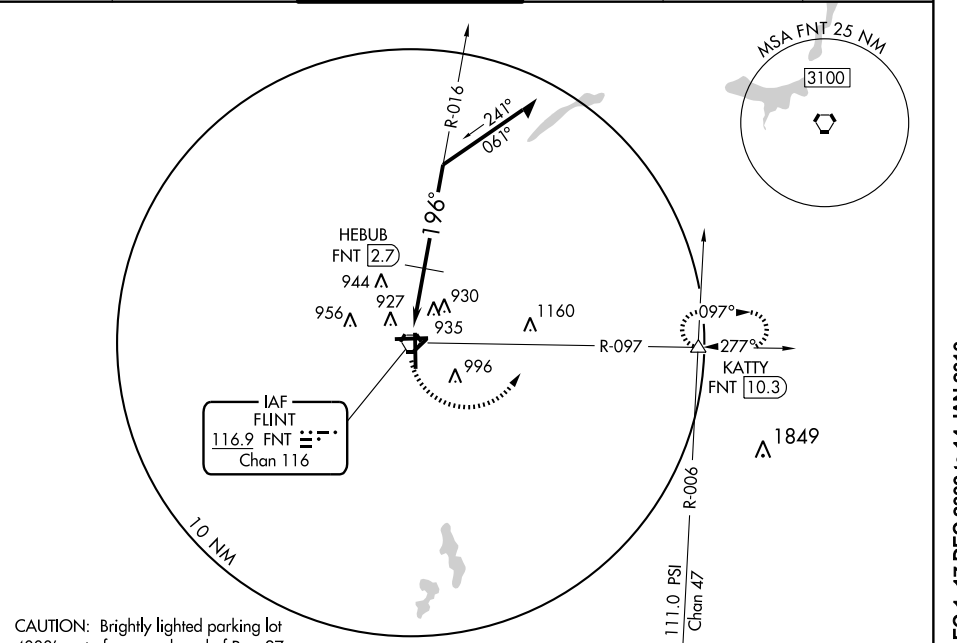 MSA FNT 25 NM
3100
R-016
241°
061°
196°
HEBUB
FNT 2.7
944
956
927
930
935
1160
996
R-097
097°
277°
KATTY
FNT 10.3
1849
IAF
FLINT
116.9 FNT
Chan 116
R-006
111.0 PSI
Chan 47
10 NM
CAUTION: Brightly lighted parking lot